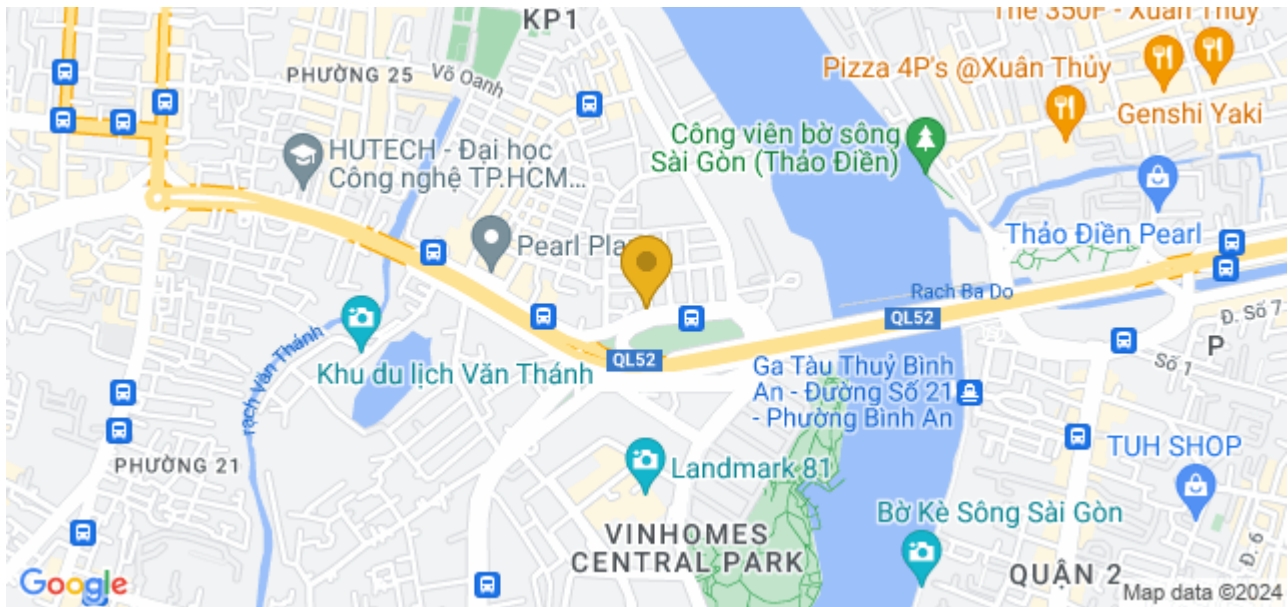 The 350F - Xuân Thủy
KP1
Võ Oanh
PHƯỜNG 25
Pizza 4P's @Xuân Thủy
Genshi Yaki
Công viên bờ sông
Sài Gòn (Thảo Điền)
HUTECH - Đại học
Công nghệ TP.HCM...
Pearl Plaza
Thảo Điền Pearl
Rach Ba Do
QL52
Đ. Số 7
P
Số 1
rạch Văn Thánh
Khu du lịch Văn Thánh
QL52
Ga Tàu Thuỷ Bình
An - Đường Số 21
- Phường Bình An
TUH SHOP
PHƯỜNG 21
Landmark 81
Bờ Kè Sông Sài Gòn
VINHOMES
CENTRAL PARK
QUẬN 2
Đ. 6
Google
Map data ©2024